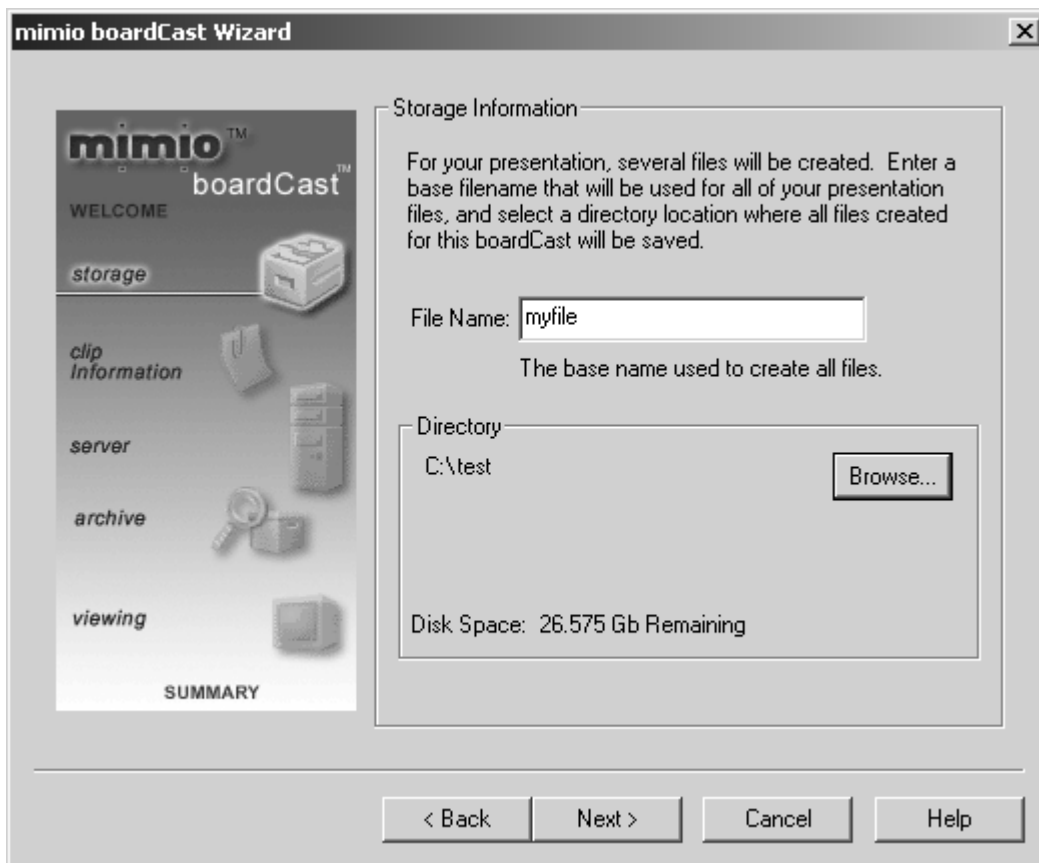 mimio boardCast Wizard
mimio™
boardCast™
WELCOME
storage
clip
Information
server
archive
viewing
SUMMARY
Storage Information
For your presentation, several files will be created.  Enter a
base filename that will be used for all of your presentation
files, and select a directory location where all files created
for this boardCast will be saved.
File Name: myfile
The base name used to create all files.
Directory
C:\test
Browse...
Disk Space:  26.575 Gb Remaining
< Back Next > Cancel Help